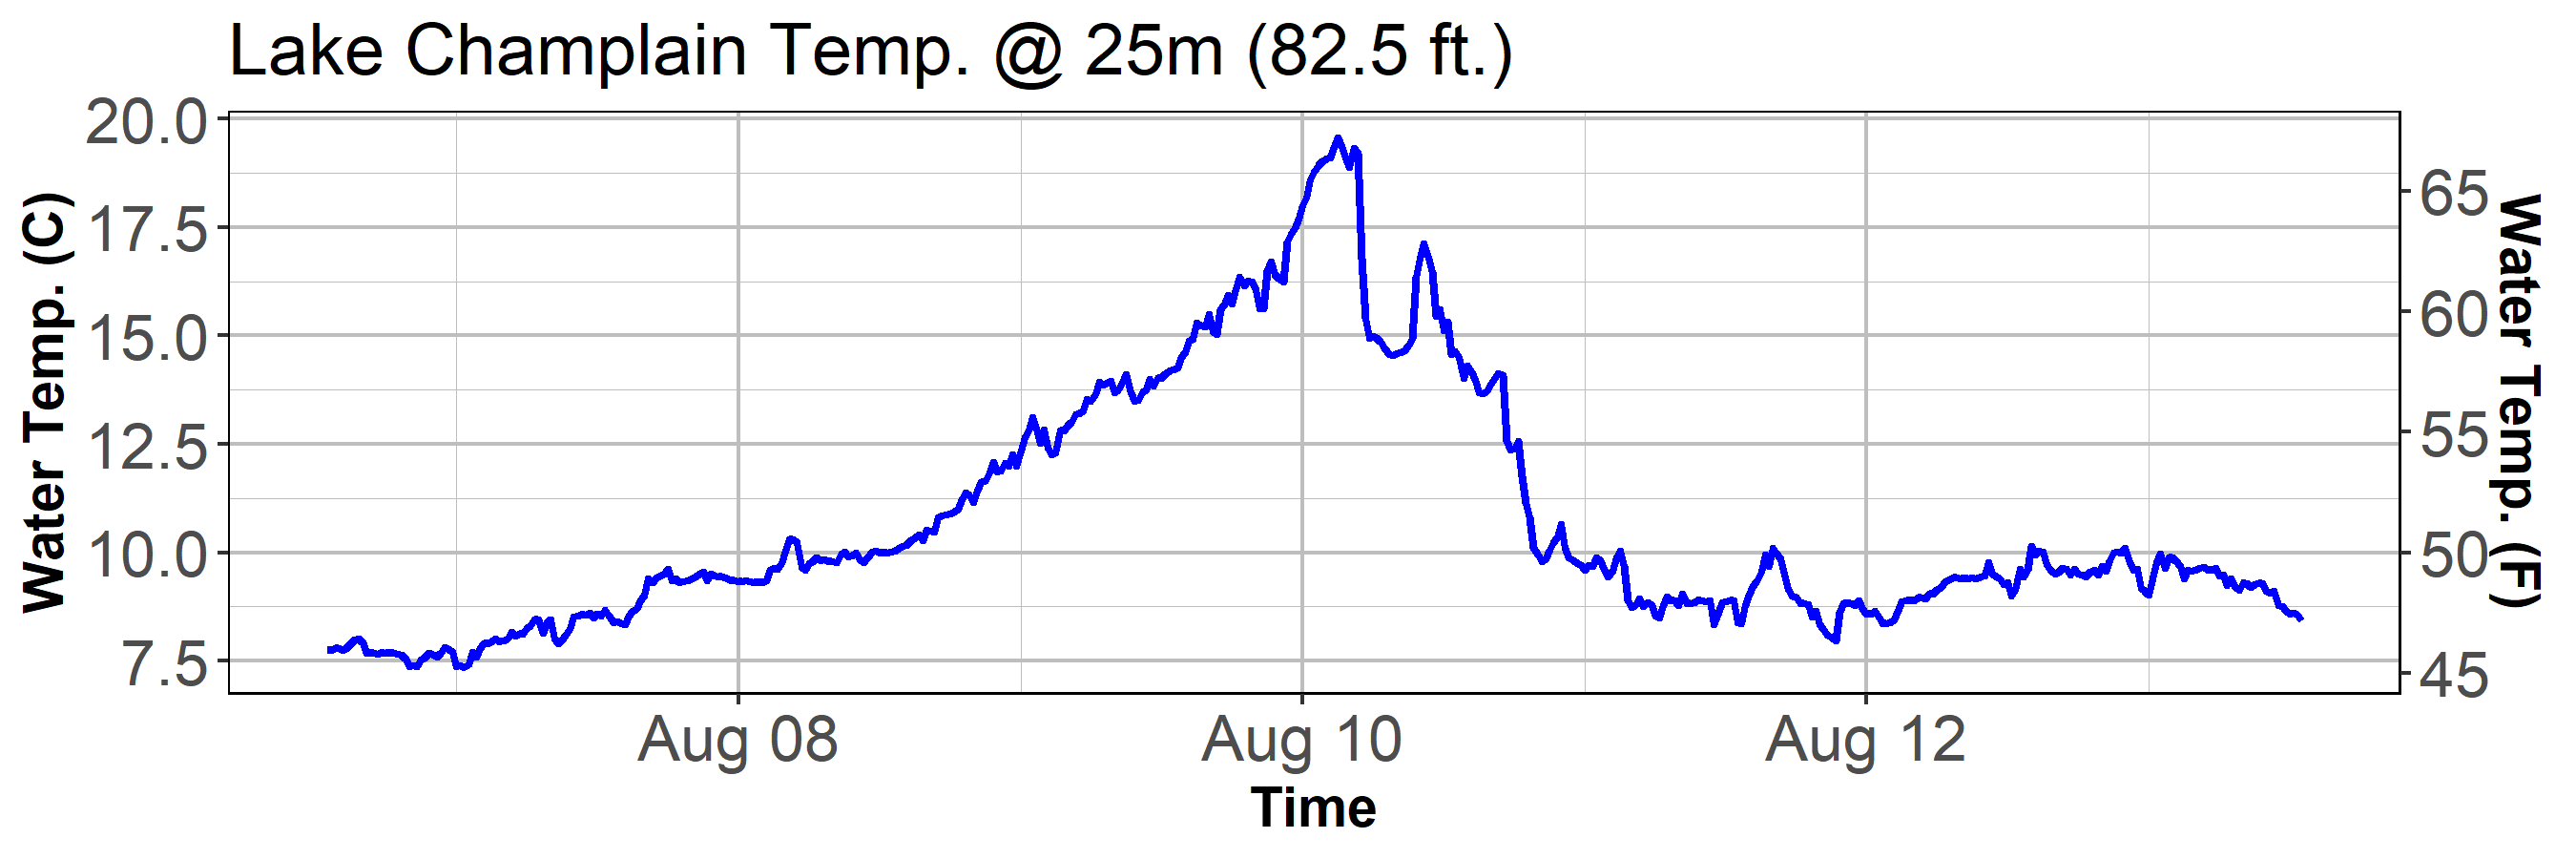 Lake Champlain Temp. @ 25m (82.5 ft.)
Water Temp. (C)
20.0
17.5
15.0
12.5
10.0
7.5
65
60
55
50
45
Water Temp. (F)
Aug 08 Aug 10 Aug 12
Time